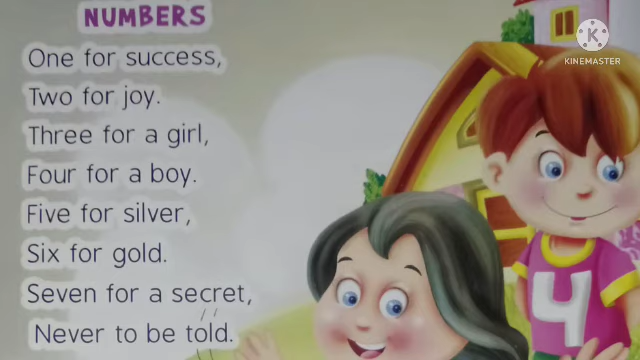 NUMBERS
One for success,
Two for joy.
Three for a girl,
Four for a boy.
Five for silver,
Six for gold.
Seven for a secret,
Never to be told.
K
KINEMASTER
4